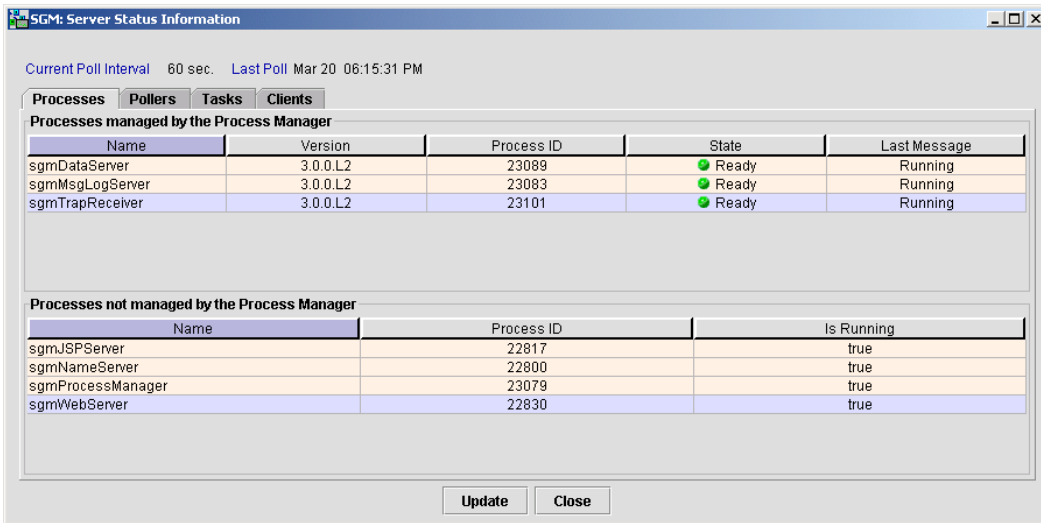 SGM: Server Status Information
Current Poll Interval 60 sec. Last Poll Mar 20 06:15:31 PM
Processes Pollers Tasks Clients
Processes managed by the Process Manager
Name Version Process ID State Last Message
sgmDataServer 3.0.0.L2 23089 Ready Running
sgmMsgLogServer 3.0.0.L2 23083 Ready Running
sgmTrapReceiver 3.0.0.L2 23101 Ready Running
Processes not managed by the Process Manager
Name Process ID Is Running
sgmJSPServer 22817 true
sgmNameServer 22800 true
sgmProcessManager 23079 true
sgmWebServer 22830 true
Update Close